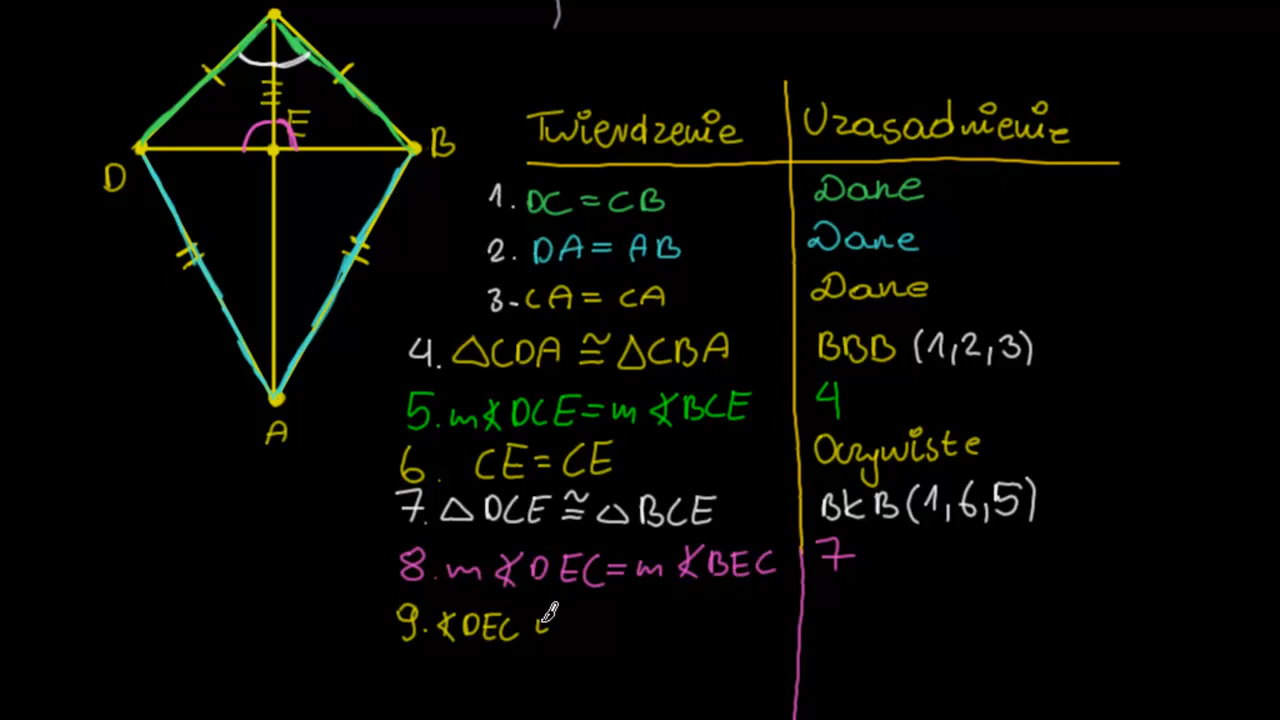 E
D
B
A
Twierdzenie Uzasadnienie
1. DC = CB Dane
2. DA = AB Dane
3. CA = CA Dane
4. △CDA ≅ △CBA BBB (1,2,3)
5. m∢DCE = m∢BCE 4
6. CE = CE Oczywiste
7. △DCE ≅ △BCE BKB (1,6,5)
8. m∢DEC = m∢BEC 7
9. ∢DEC